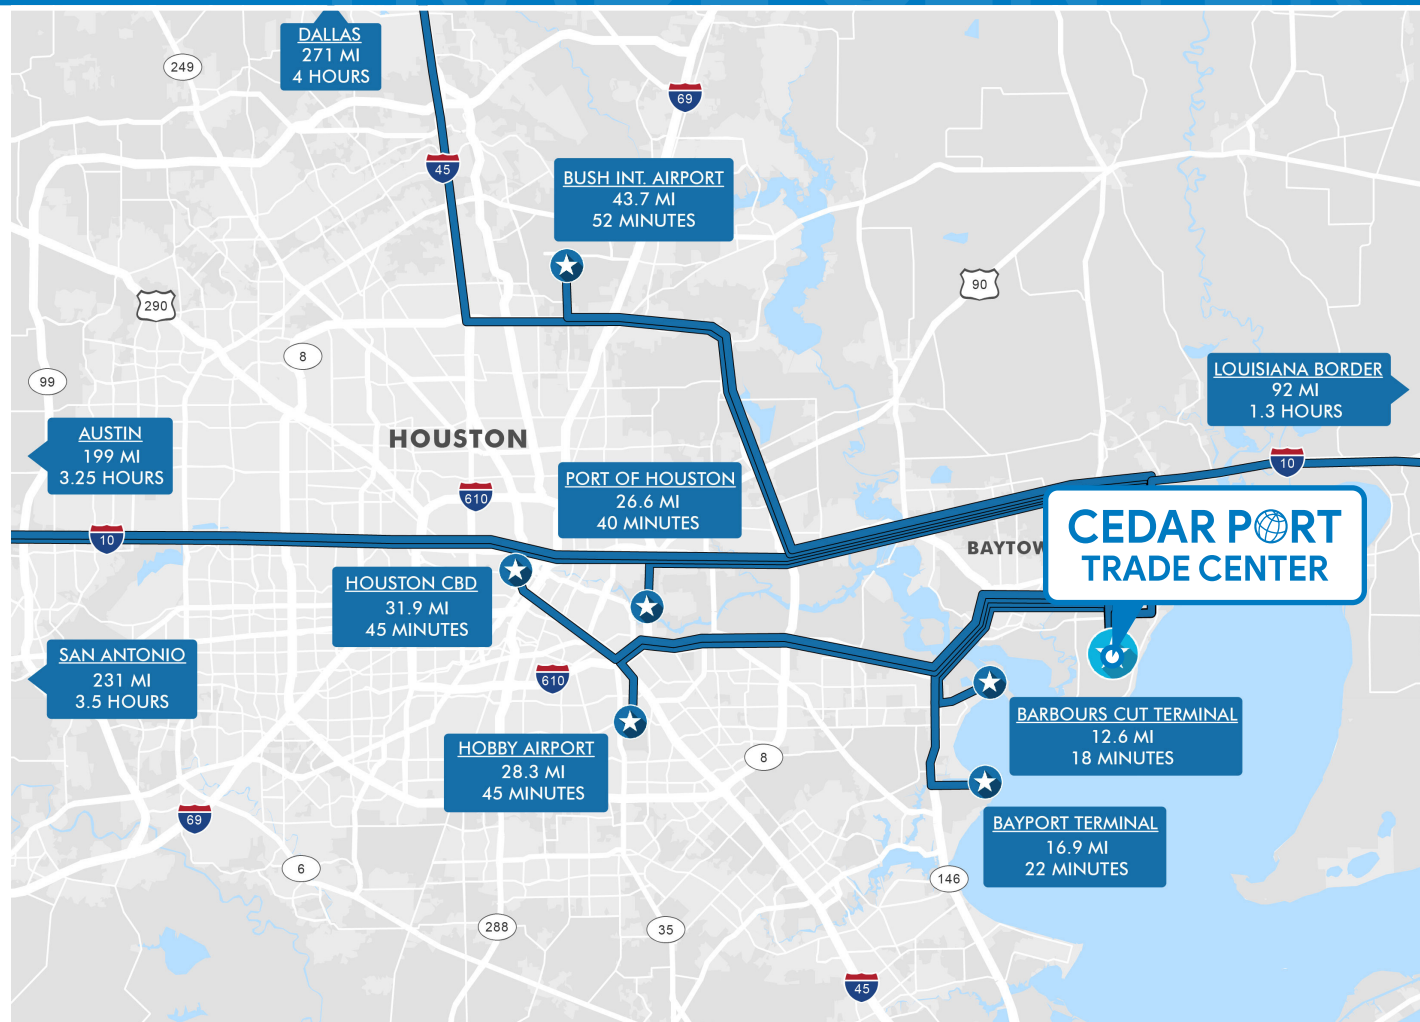 DALLAS
271 MI
4 HOURS
249
69
45
BUSH INT. AIRPORT
43.7 MI
52 MINUTES
290
90
8
99
LOUISIANA BORDER
92 MI
1.3 HOURS
AUSTIN
199 MI
3.25 HOURS
HOUSTON
10
610
PORT OF HOUSTON
26.6 MI
40 MINUTES
10
CEDAR PORT
TRADE CENTER
BAYTOW
HOUSTON CBD
31.9 MI
45 MINUTES
SAN ANTONIO
231 MI
3.5 HOURS
610
BARBOURS CUT TERMINAL
12.6 MI
18 MINUTES
HOBBY AIRPORT
28.3 MI
45 MINUTES
8
69
BAYPORT TERMINAL
16.9 MI
22 MINUTES
6
146
288
35
45